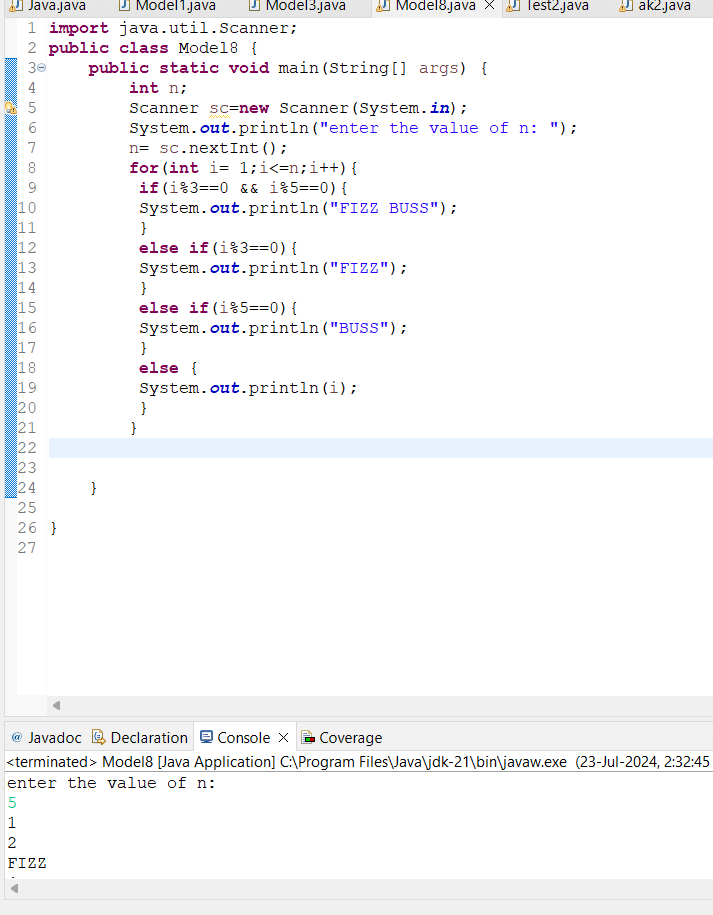 Java.java Model1.java Model3.java Model8.java Test2.java ak2.java
1 import java.util.Scanner;
2 public class Model8 {
3 public static void main(String[] args) {
4 int n;
5 Scanner sc=new Scanner(System.in);
6 System.out.println("enter the value of n: ");
7 n= sc.nextInt();
8 for(int i= 1;i<=n;i++){
9 if(i%3==0 && i%5==0){
10 System.out.println("FIZZ BUSS");
11 }
12 else if(i%3==0){
13 System.out.println("FIZZ");
14 }
15 else if(i%5==0){
16 System.out.println("BUSS");
17 }
18 else {
19 System.out.println(i);
20 }
21 }
22
23
24 }
25
26 }
27
@ Javadoc Declaration Console Coverage
<terminated> Model8 [Java Application] C:\Program Files\Java\jdk-21\bin\javaw.exe (23-Jul-2024, 2:32:45
enter the value of n:
5
1
2
FIZZ